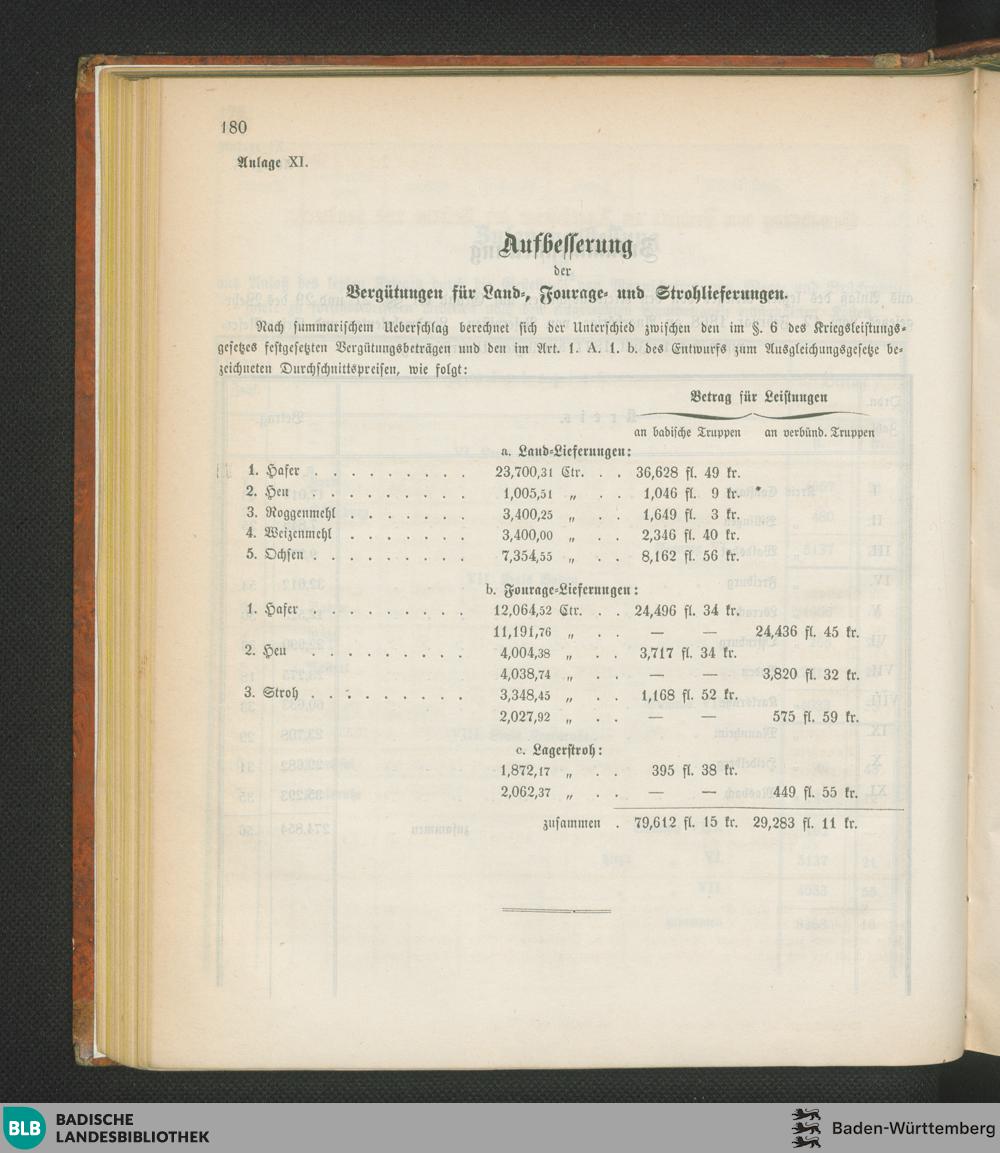 180
Anlage XI.
Aufbesserung
der
Vergütungen für Land-, Fourage- und Strohlieferungen.
Nach summarischem Ueberschlag berechnet sich der Unterschied zwischen den im §. 6 des Kriegsleistungs-
gesetzes festgesetzten Vergütungsbeträgen und den im Art. 1. A. 1. b. des Entwurfs zum Ausgleichungsgesetze be-
zeichneten Durchschnittspreisen, wie folgt:
Betrag für Leistungen
an badische Truppen an verbünd. Truppen
a. Land-Lieferungen:
1. Hafer . . . . . . . . . 23,700,31 Ctr. . . 36,628 fl. 49 kr.
2. Heu . . . . . . . . . 1,005,51 „ . . 1,046 fl. 9 kr.
3. Roggenmehl . . . . . . . 3,400,25 „ . . 1,649 fl. 3 kr.
4. Weizenmehl . . . . . . . 3,400,00 „ . . 2,346 fl. 40 kr.
5. Ochsen . . . . . . . . . 7,354,55 „ . . 8,162 fl. 56 kr.
b. Fourage-Lieferungen:
1. Hafer . . . . . . . . . 12,064,52 Ctr. . . 24,496 fl. 34 kr.
11,191,76 „ . . — — 24,436 fl. 45 kr.
2. Heu . . . . . . . . . 4,004,38 „ . . 3,717 fl. 34 kr.
4,038,74 „ . . — — 3,820 fl. 32 kr.
3. Stroh . . . . . . . . . 3,348,45 „ . . 1,168 fl. 52 kr.
2,027,92 „ . . — — 575 fl. 59 kr.
c. Lagerstroh:
1,872,17 „ . . 395 fl. 38 kr.
2,062,37 „ . . — — 449 fl. 55 kr.
zusammen . 79,612 fl. 15 kr. 29,283 fl. 11 kr.
BLB BADISCHE
LANDESBIBLIOTHEK
Baden-Württemberg